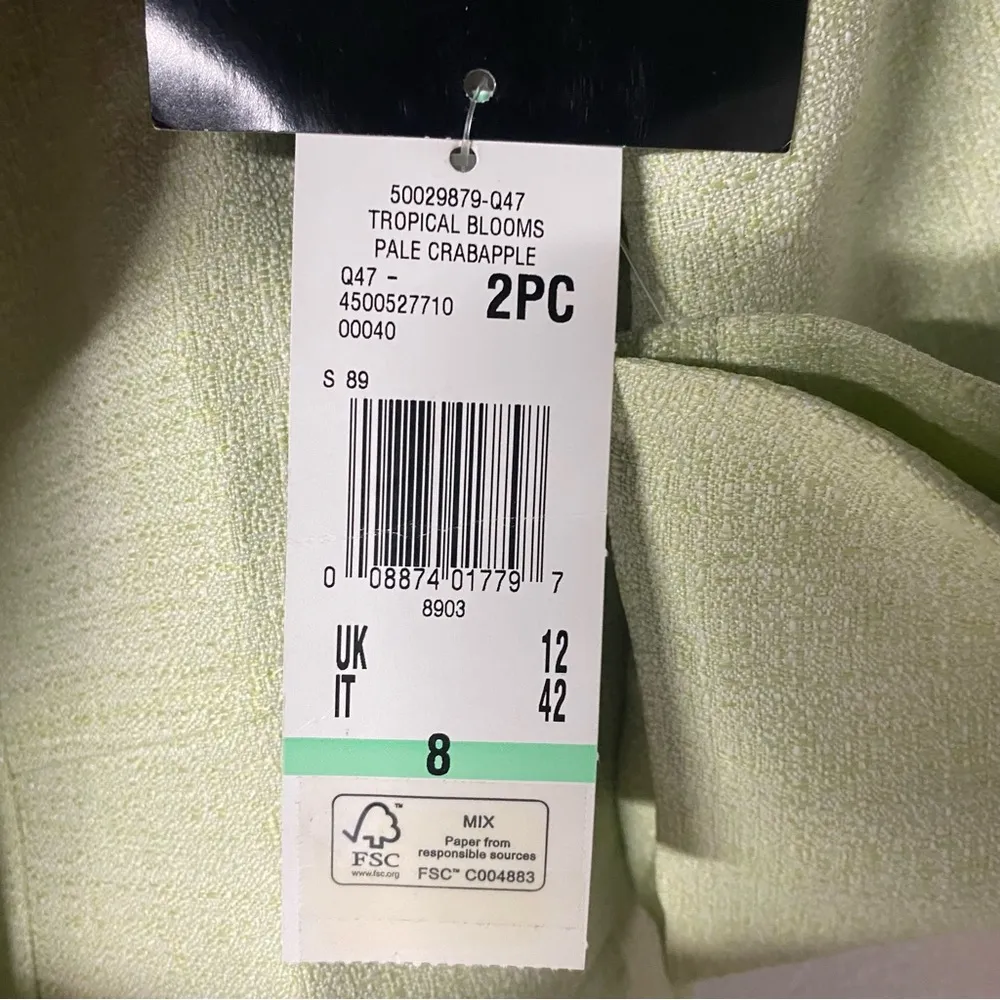 50029879-Q47
TROPICAL BLOOMS
PALE CRABAPPLE
Q47 -
4500527710
00040
2PC
S 89
0 08874 01779 7
8903
UK 12
IT 42
8
FSC™
www.fsc.org
MIX
Paper from
responsible sources
FSC™ C004883